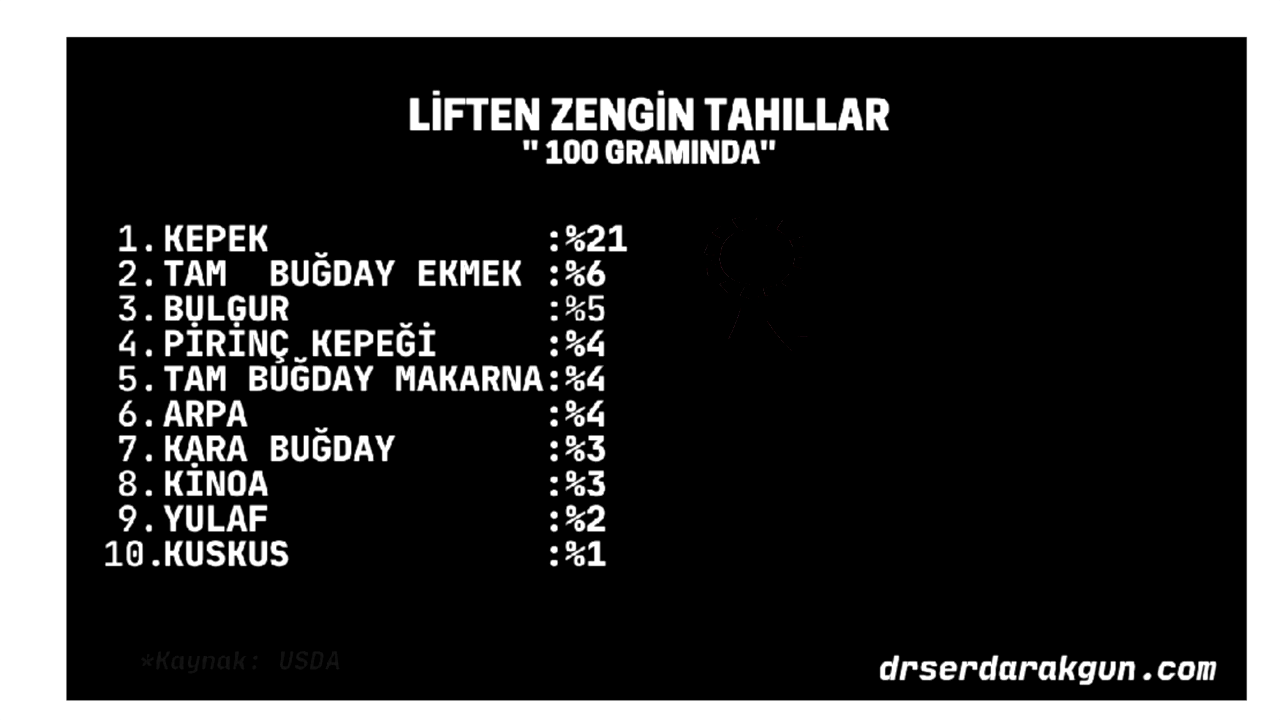 LİFTEN ZENGİN TAHILLAR
" 100 GRAMINDA"
1. KEPEK :%21
2. TAM BUĞDAY EKMEK :%6
3. BULGUR :%5
4. PİRİNÇ KEPEĞİ :%4
5. TAM BUĞDAY MAKARNA:%4
6. ARPA :%4
7. KARA BUĞDAY :%3
8. KİNOA :%3
9. YULAF :%2
10.KUSKUS :%1
*Kaynak: USDA
drserdarakgun.com